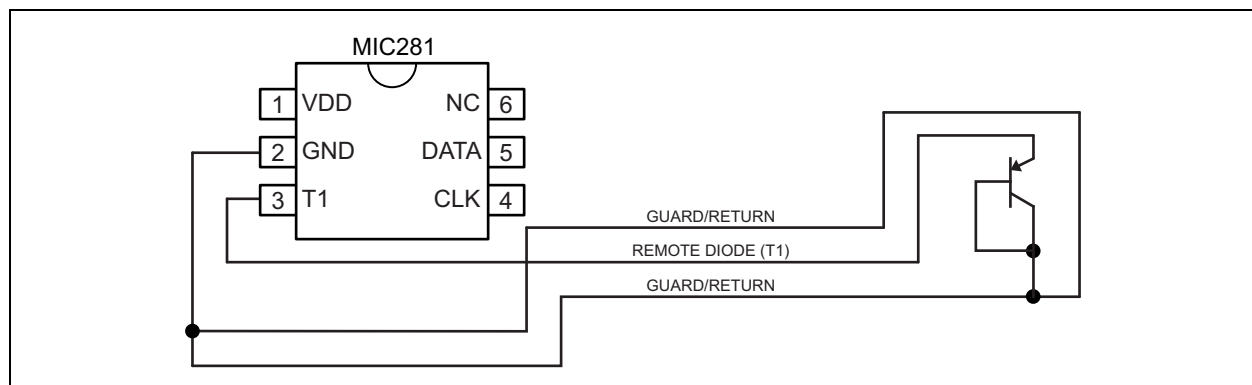 MIC281
1 VDD NC 6
2 GND DATA 5
3 T1 CLK 4
GUARD/RETURN
REMOTE DIODE (T1)
GUARD/RETURN